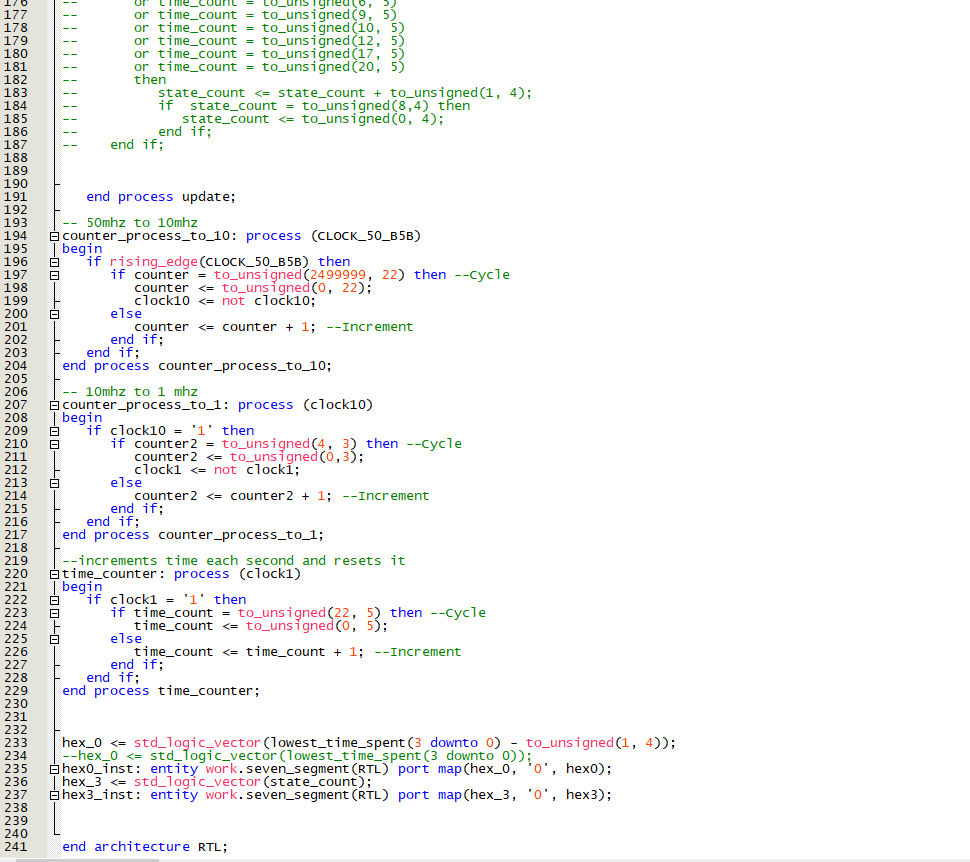 176 -- or time_count = to_unsigned(6, 5)
177 -- or time_count = to_unsigned(9, 5)
178 -- or time_count = to_unsigned(10, 5)
179 -- or time_count = to_unsigned(12, 5)
180 -- or time_count = to_unsigned(17, 5)
181 -- or time_count = to_unsigned(20, 5)
182 -- then
183 -- state_count <= state_count + to_unsigned(1, 4);
184 -- if  state_count = to_unsigned(8,4) then
185 -- state_count <= to_unsigned(0, 4);
186 -- end if;
187 -- end if;
188
189
190
191 end process update;
192
193 -- 50mhz to 10mhz
194 counter_process_to_10: process (CLOCK_50_B5B)
195 begin
196 if rising_edge(CLOCK_50_B5B) then
197 if counter = to_unsigned(2499999, 22) then --Cycle
198 counter <= to_unsigned(0, 22);
199 clock10 <= not clock10;
200 else
201 counter <= counter + 1; --Increment
202 end if;
203 end if;
204 end process counter_process_to_10;
205
206 -- 10mhz to 1 mhz
207 counter_process_to_1: process (clock10)
208 begin
209 if clock10 = '1' then
210 if counter2 = to_unsigned(4, 3) then --Cycle
211 counter2 <= to_unsigned(0,3);
212 clock1 <= not clock1;
213 else
214 counter2 <= counter2 + 1; --Increment
215 end if;
216 end if;
217 end process counter_process_to_1;
218
219 --increments time each second and resets it
220 time_counter: process (clock1)
221 begin
222 if clock1 = '1' then
223 if time_count = to_unsigned(22, 5) then --Cycle
224 time_count <= to_unsigned(0, 5);
225 else
226 time_count <= time_count + 1; --Increment
227 end if;
228 end if;
229 end process time_counter;
230
231
232
233 hex_0 <= std_logic_vector(lowest_time_spent(3 downto 0) - to_unsigned(1, 4));
234 --hex_0 <= std_logic_vector(lowest_time_spent(3 downto 0));
235 hex0_inst: entity work.seven_segment(RTL) port map(hex_0, '0', hex0);
236 hex_3 <= std_logic_vector(state_count);
237 hex3_inst: entity work.seven_segment(RTL) port map(hex_3, '0', hex3);
238
239
240
241 end architecture RTL;